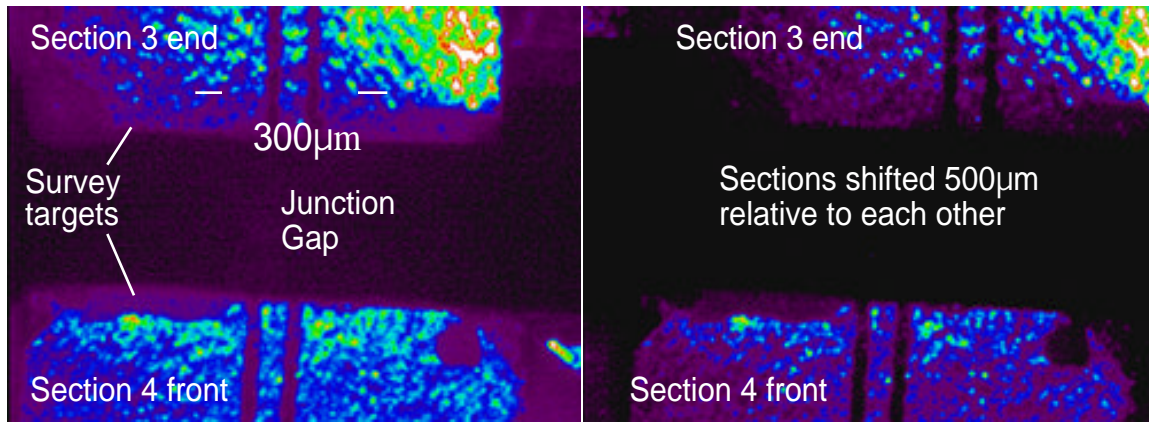 Section 3 end
300µm
Survey
targets
Junction
Gap
Section 4 front
Section 3 end
Sections shifted 500µm
relative to each other
Section 4 front